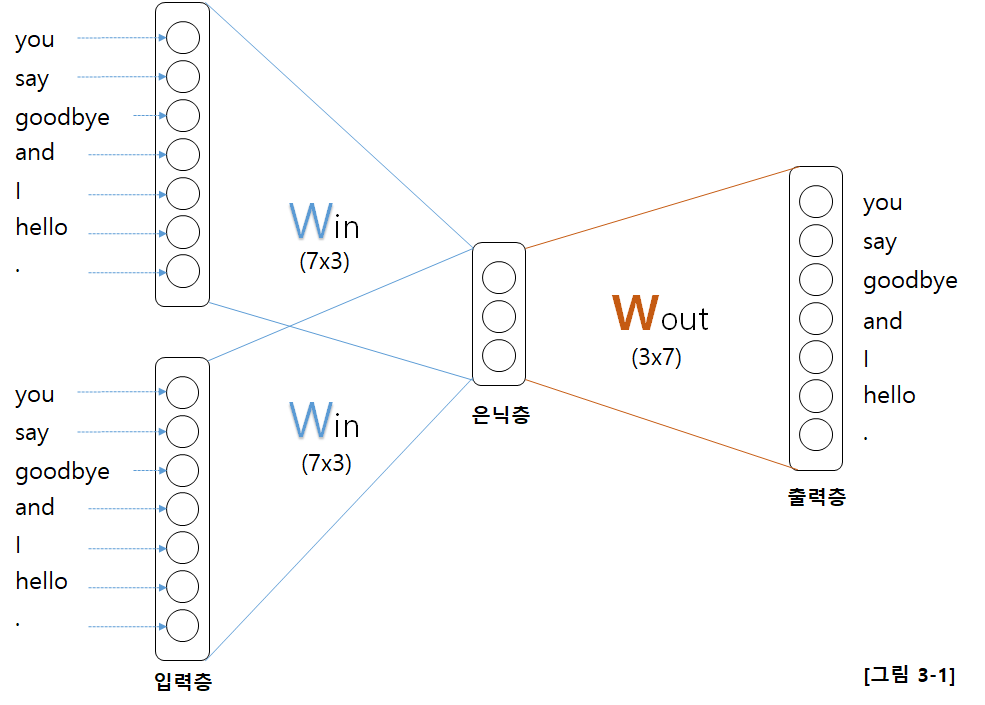 you
say
goodbye
and
I
hello
.
Win
(7x3)
you
say
goodbye
and
I
hello
.
입력층
Win
(7x3)
은닉층
Wout
(3x7)
you
say
goodbye
and
I
hello
.
출력층
[그림 3-1]